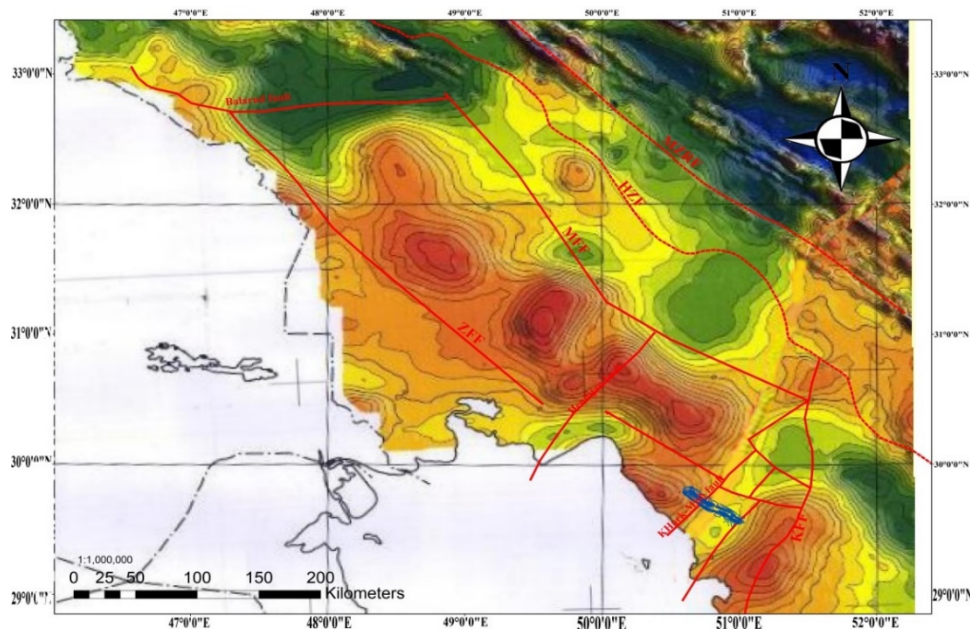 47°0'0"E 48°0'0"E 49°0'0"E 50°0'0"E 51°0'0"E 52°0'0"E
N
33°0'0"N 33°0'0"N
Balarud fault
MZRF
HZF
32°0'0"N 32°0'0"N
MFF
31°0'0"N ZFF 31°0'0"N
30°0'0"N 30°0'0"N
KFF
1:1,000,000
0 25 50 100 150 200
Kilometers
29°0'0"N 29°0'0"N
47°0'0"E 48°0'0"E 49°0'0"E 50°0'0"E 51°0'0"E 52°0'0"E